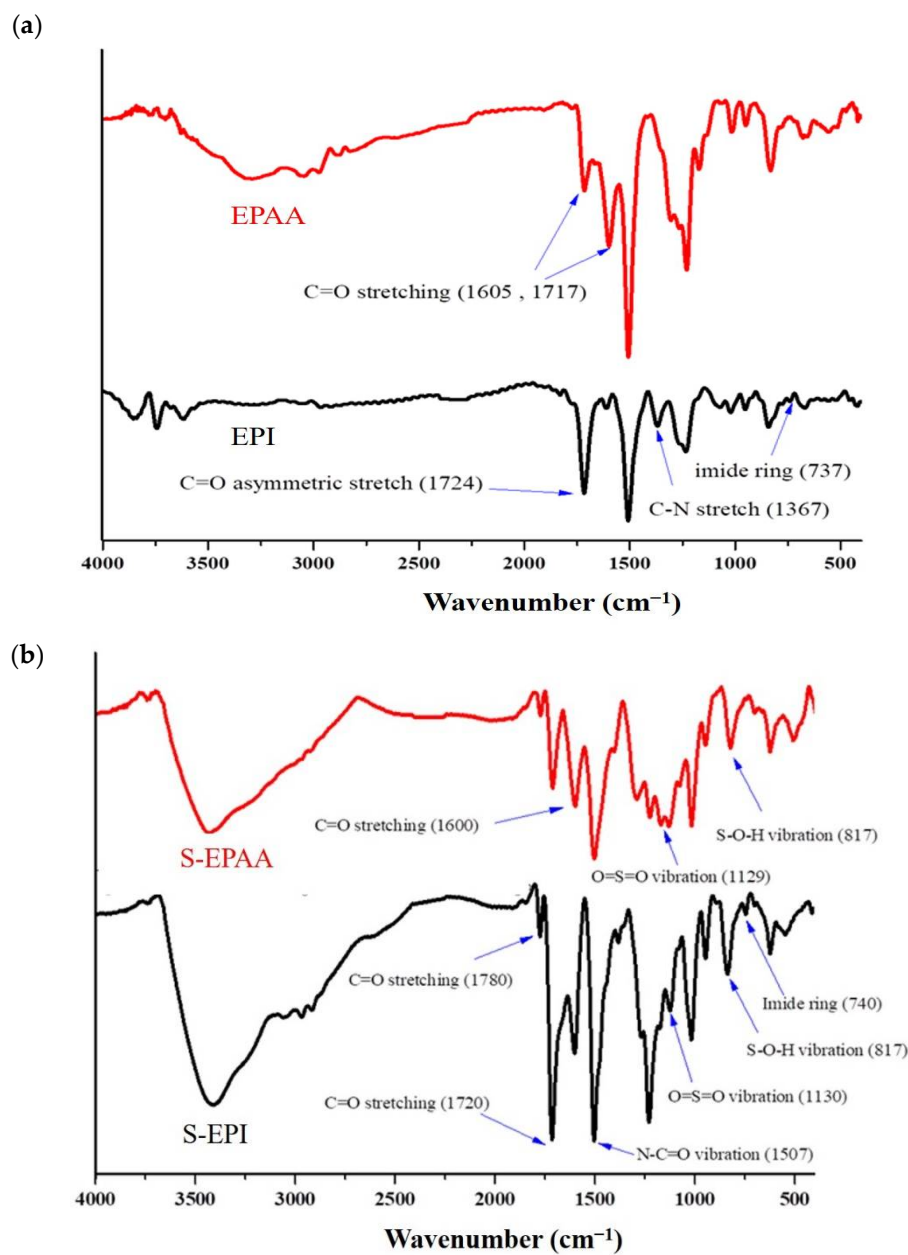 (a)
EPAA
C=O stretching (1605 , 1717)
EPI
C=O asymmetric stretch (1724)
imide ring (737)
C-N stretch (1367)
4000 3500 3000 2500 2000 1500 1000 500
Wavenumber (cm−1)
(b)
C=O stretching (1600)
S-O-H vibration (817)
S-EPAA
O=S=O vibration (1129)
C=O stretching (1780)
Imide ring (740)
S-O-H vibration (817)
C=O stretching (1720)
O=S=O vibration (1130)
S-EPI
N-C=O vibration (1507)
4000 3500 3000 2500 2000 1500 1000 500
Wavenumber (cm−1)